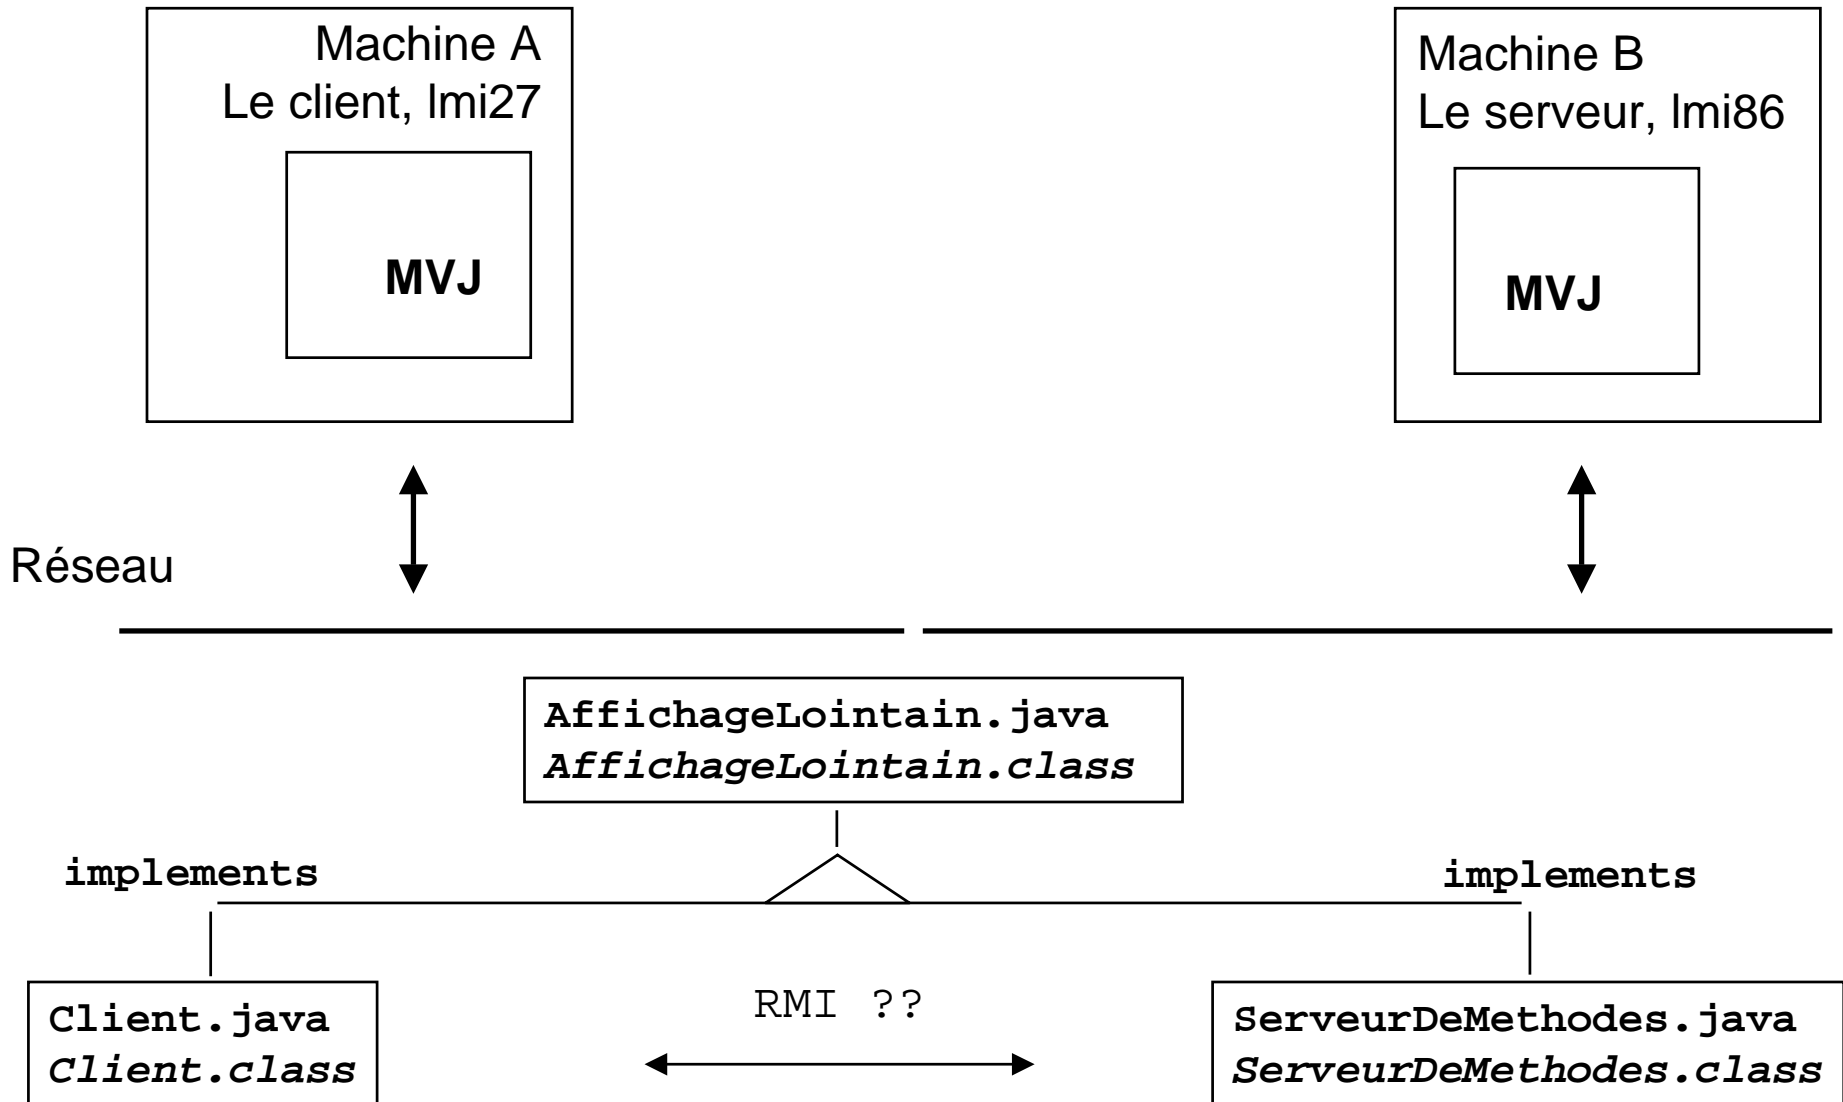 Machine A
Le client, lmi27
MVJ
Machine B
Le serveur, lmi86
MVJ
Réseau
AffichageLointain.java
AffichageLointain.class
implements
implements
Client.java
Client.class
RMI ??
ServeurDeMethodes.java
ServeurDeMethodes.class